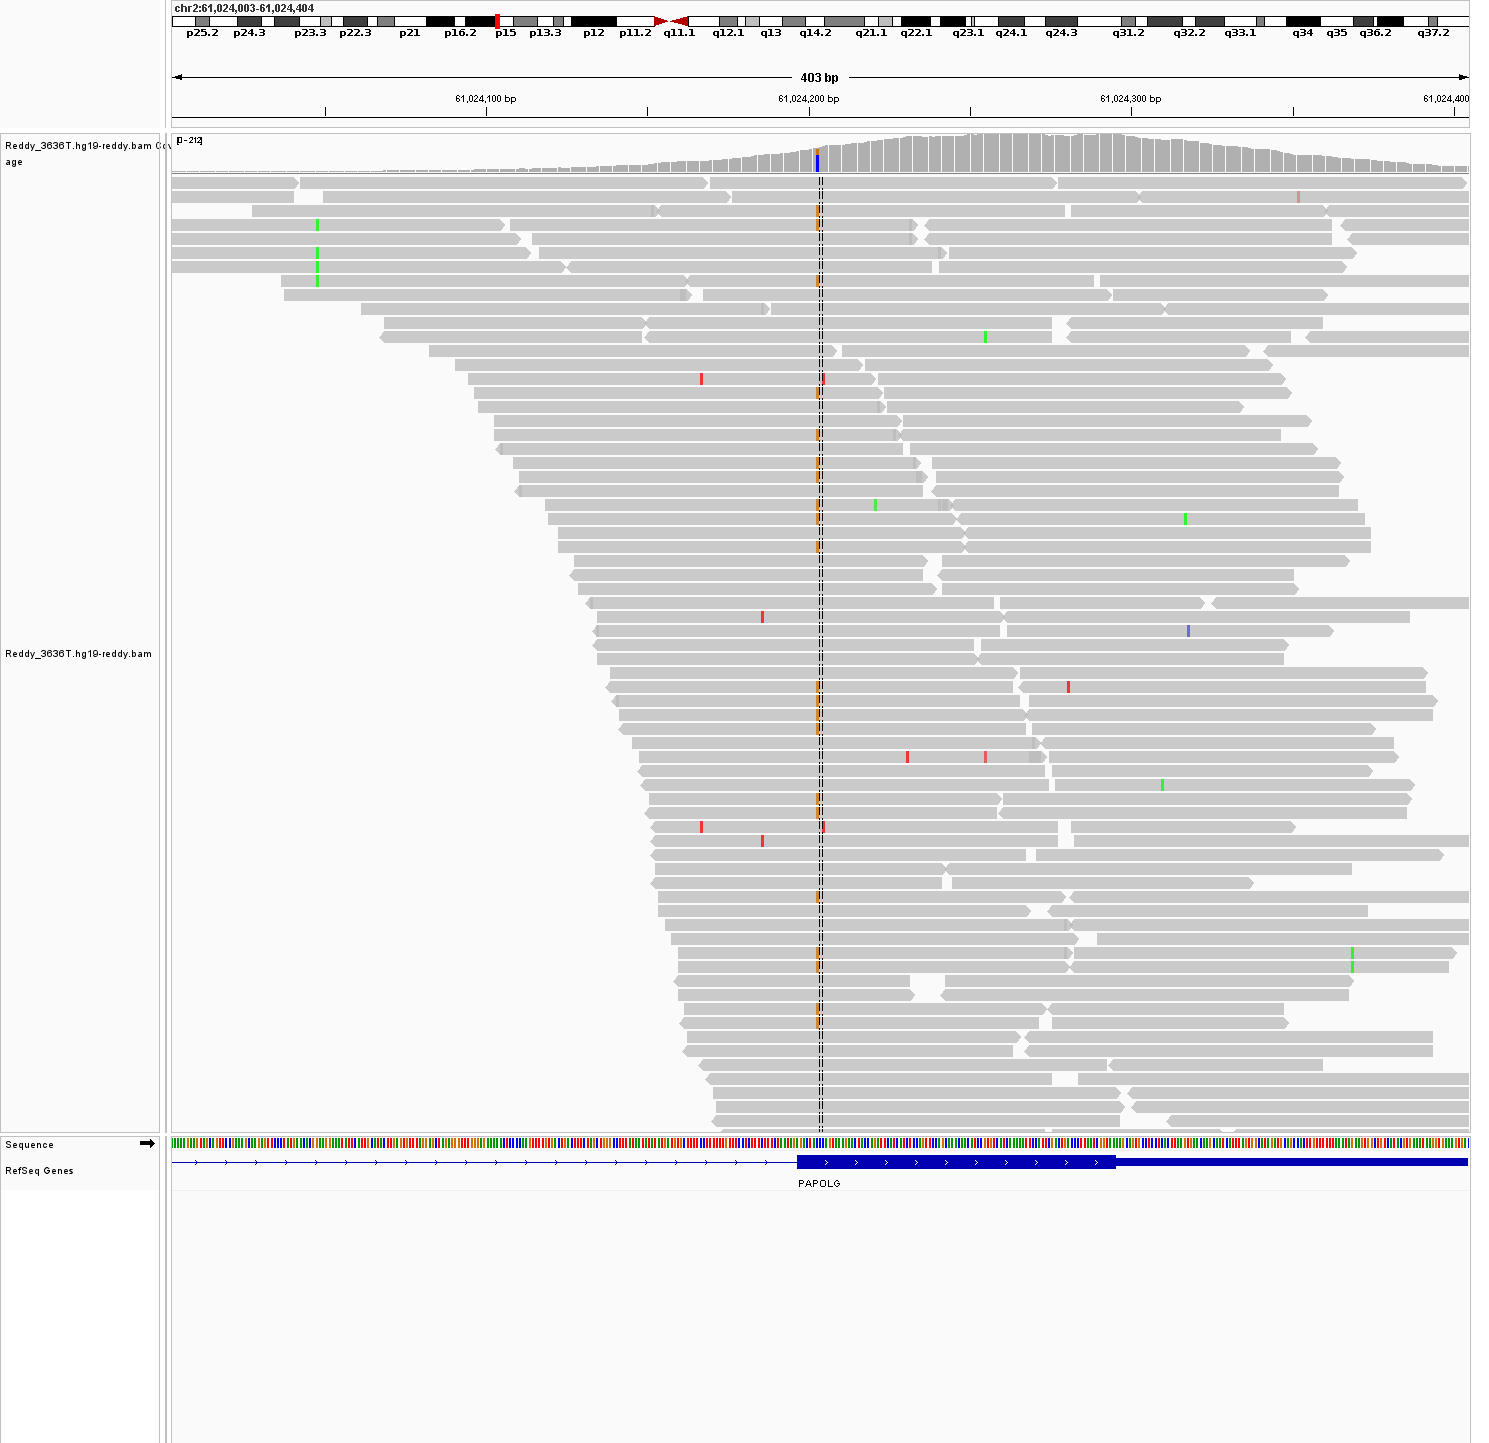 chr2:61,024,003-61,024,404
p25.2 p24.3 p23.3 p22.3 p21 p16.2 p15 p13.3 p12 p11.2 q11.1 q12.1 q13 q14.2 q21.1 q22.1 q23.1 q24.1 q24.3 q31.2 q32.2 q33.1 q34 q35 q36.2 q37.2
403 bp
61,024,100 bp 61,024,200 bp 61,024,300 bp 61,024,400
Reddy_3636T.hg19-reddy.bam Cov
age
[0 - 212]
Reddy_3636T.hg19-reddy.bam
Sequence
RefSeq Genes
PAPOLG